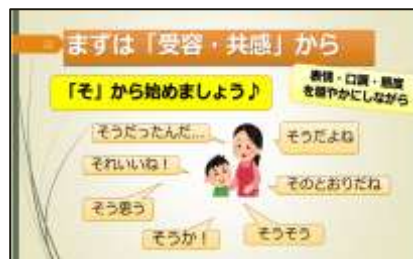 まずは「受容・共感」から
「そ」から始めましょう♪
表情・口調・態度
を穏やかにしながら
そうだったんだ…
そうだよね
それいいね！
そのとおりだね
そう思う
そうか！
そうそう